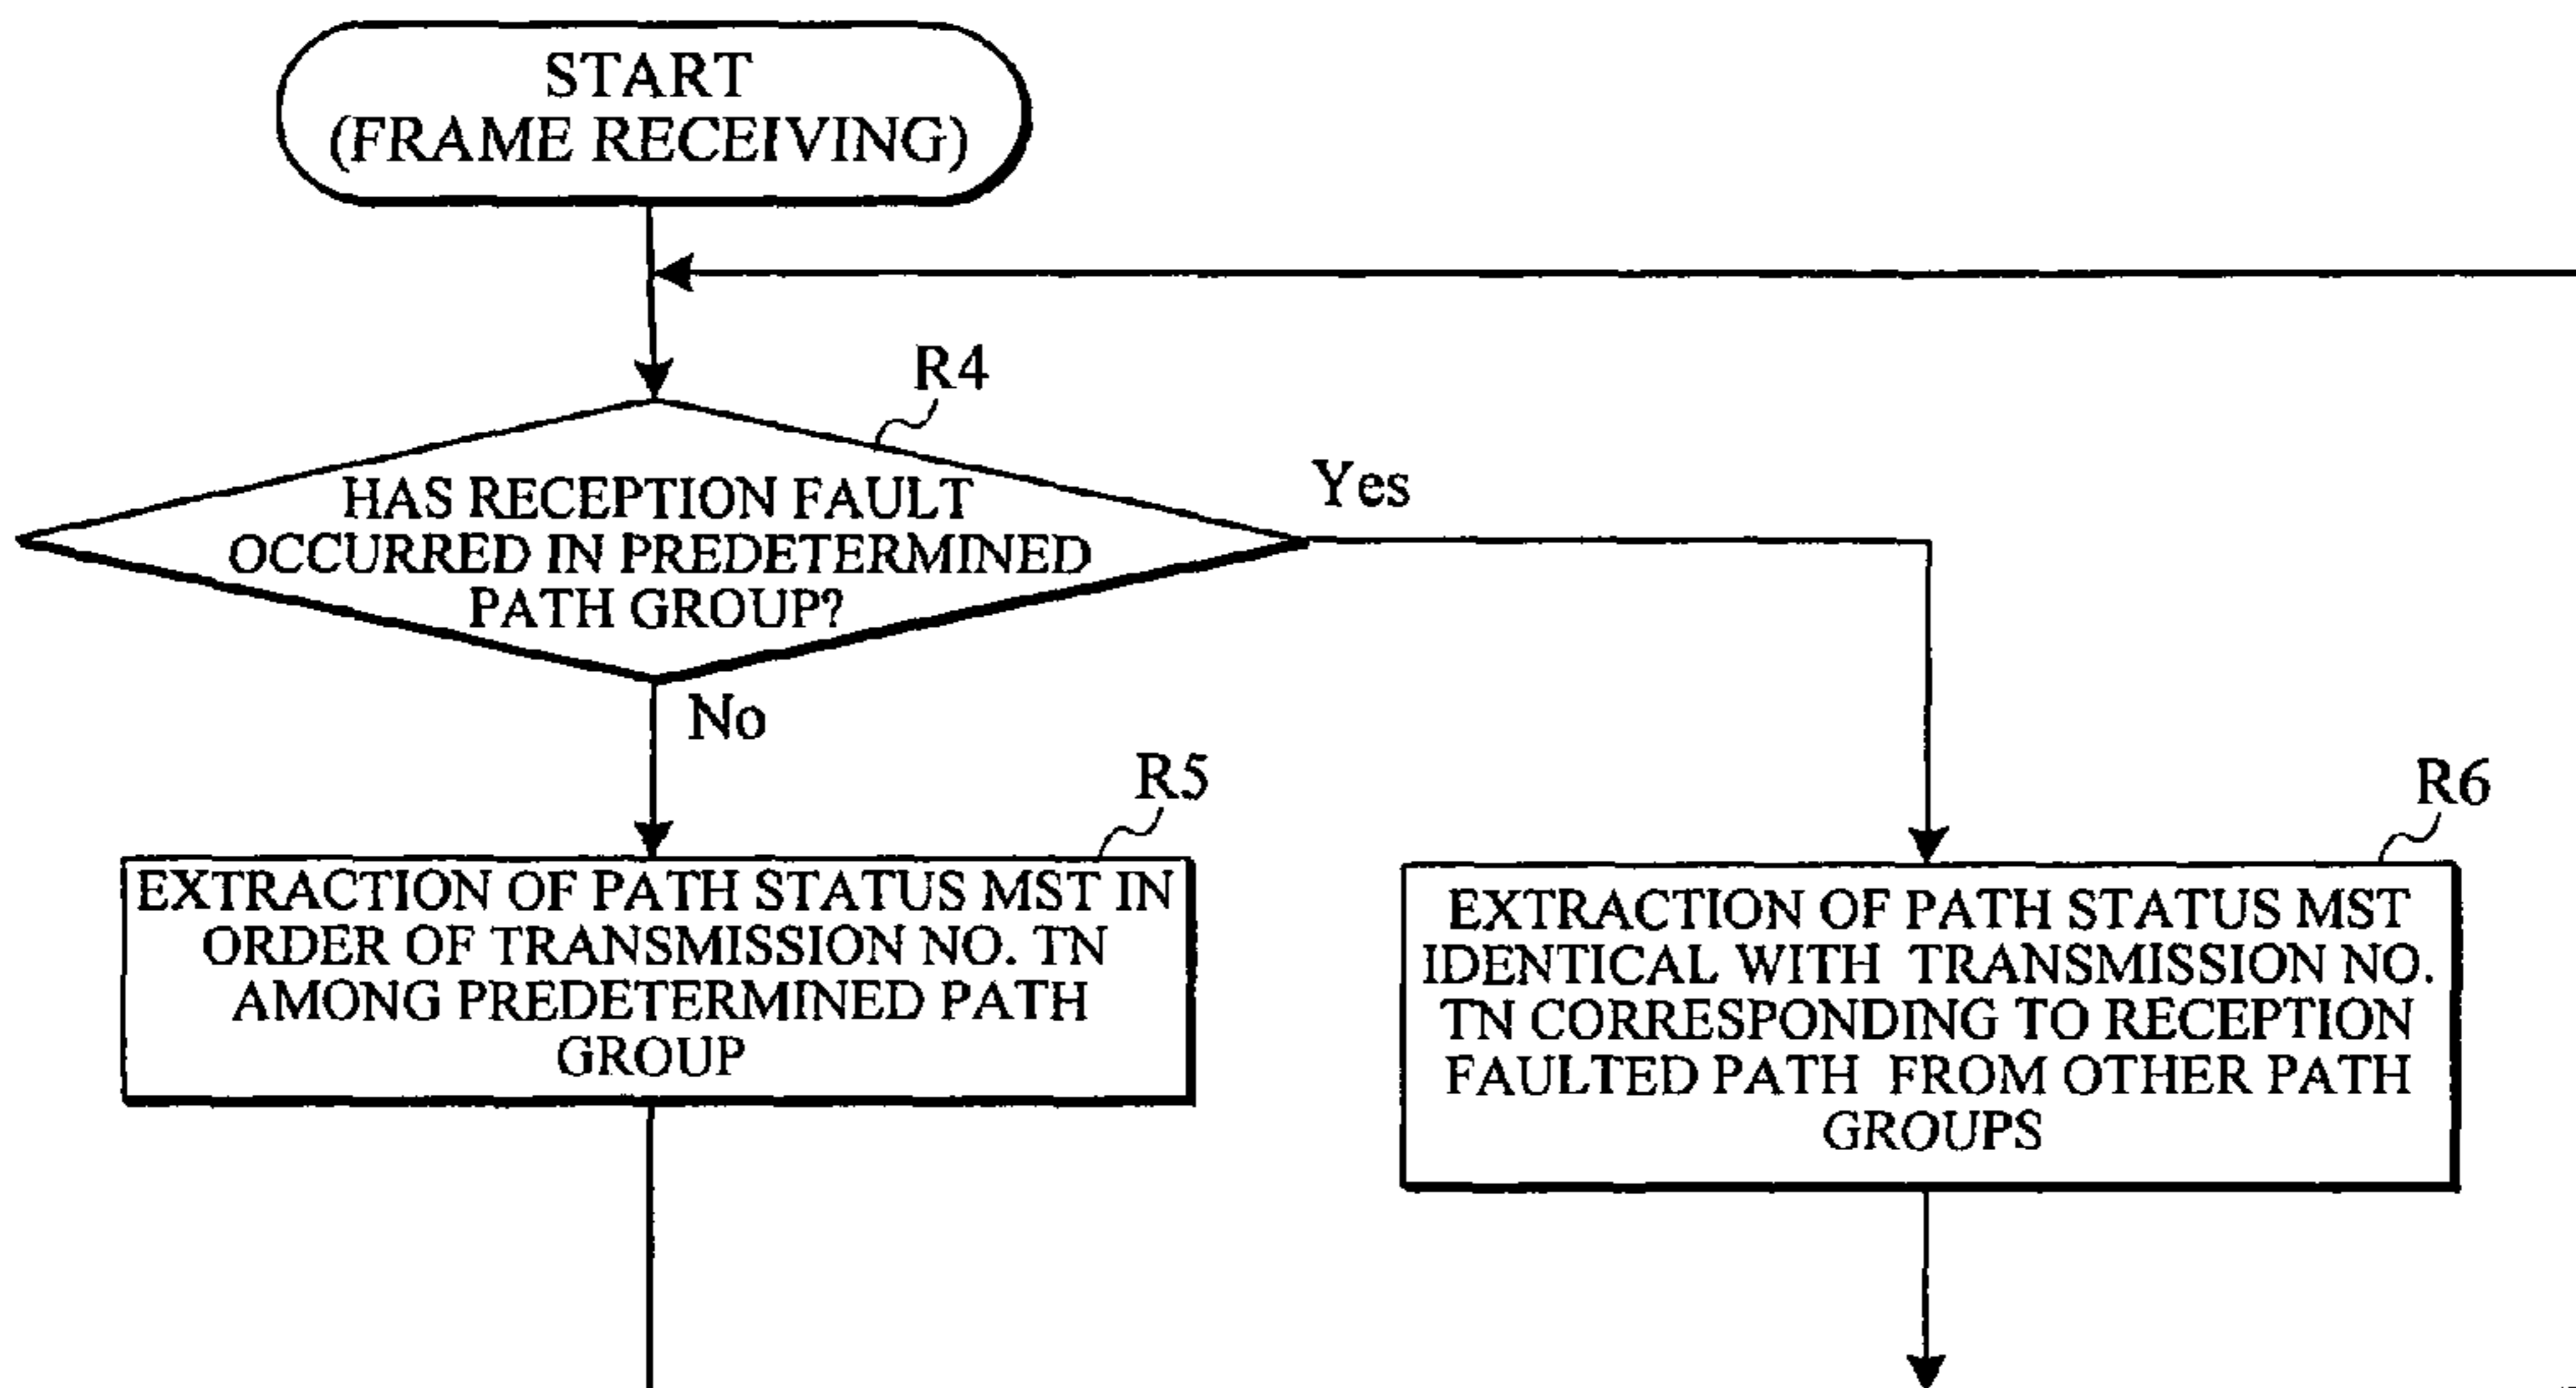 START
(FRAME RECEIVING)
R4
HAS RECEPTION FAULT
OCCURRED IN PREDETERMINED
PATH GROUP?
Yes
No
R5
EXTRACTION OF PATH STATUS MST IN
ORDER OF TRANSMISSION NO. TN
AMONG PREDETERMINED PATH
GROUP
R6
EXTRACTION OF PATH STATUS MST
IDENTICAL WITH TRANSMISSION NO.
TN CORRESPONDING TO RECEPTION
FAULTED PATH FROM OTHER PATH
GROUPS